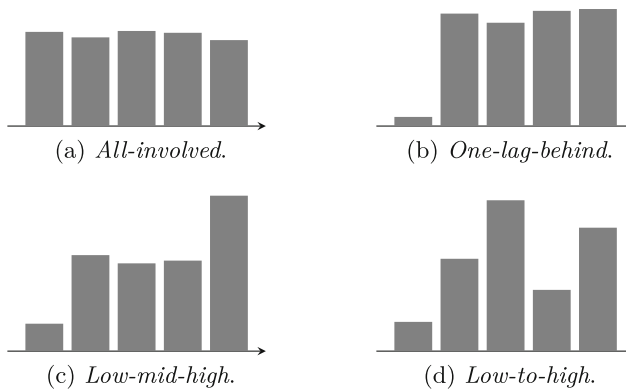 (a) All-involved.
(b) One-lag-behind.
(c) Low-mid-high.
(d) Low-to-high.